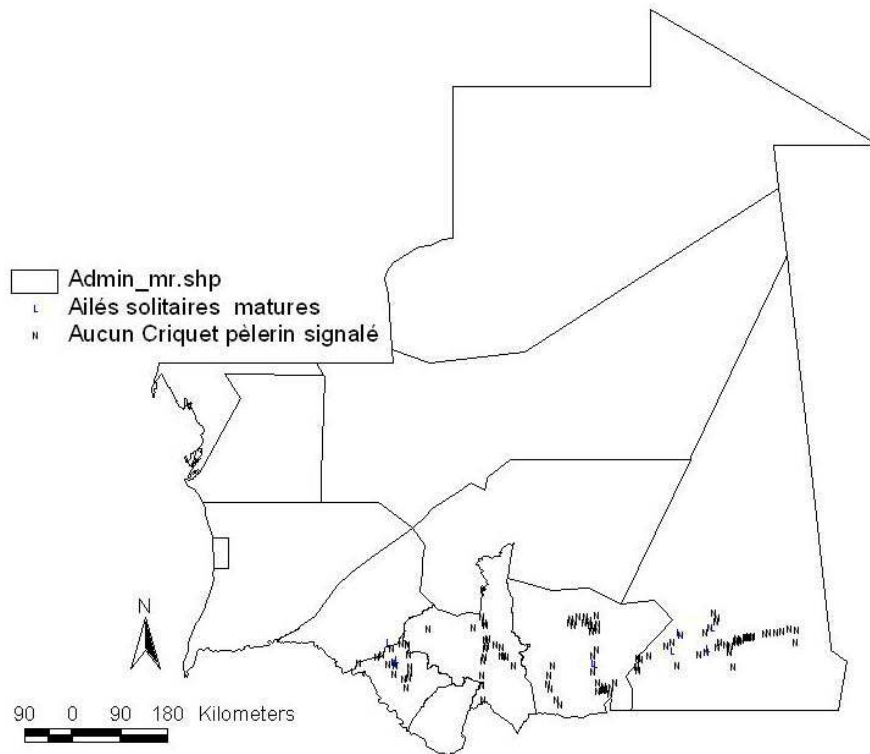 Admin_mr.shp
L Ailés solitaires matures
N Aucun Criquet pèlerin signalé
N
90 0 90 180 Kilometers